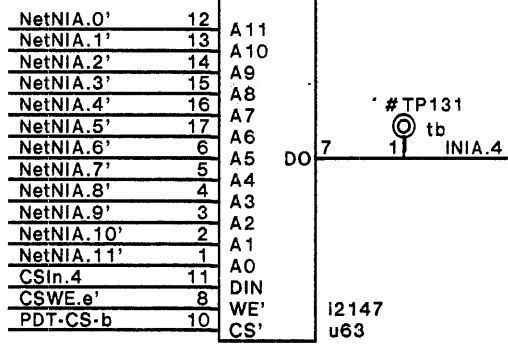 NetNIA.0' 12 A11
NetNIA.1' 13 A10
NetNIA.2' 14 A9
NetNIA.3' 15 A8
NetNIA.4' 16 A7
NetNIA.5' 17 A6
NetNIA.6' 6 A5
NetNIA.7' 5 A4
NetNIA.8' 4 A3
NetNIA.9' 3 A2
NetNIA.10' 2 A1
NetNIA.11' 1 A0
CSIn.4 11 DIN
CSWE.e' 8 WE'
PDT-CS-b 10 CS'
DO 7
#TP131
tb
1 INIA.4
i2147
u63